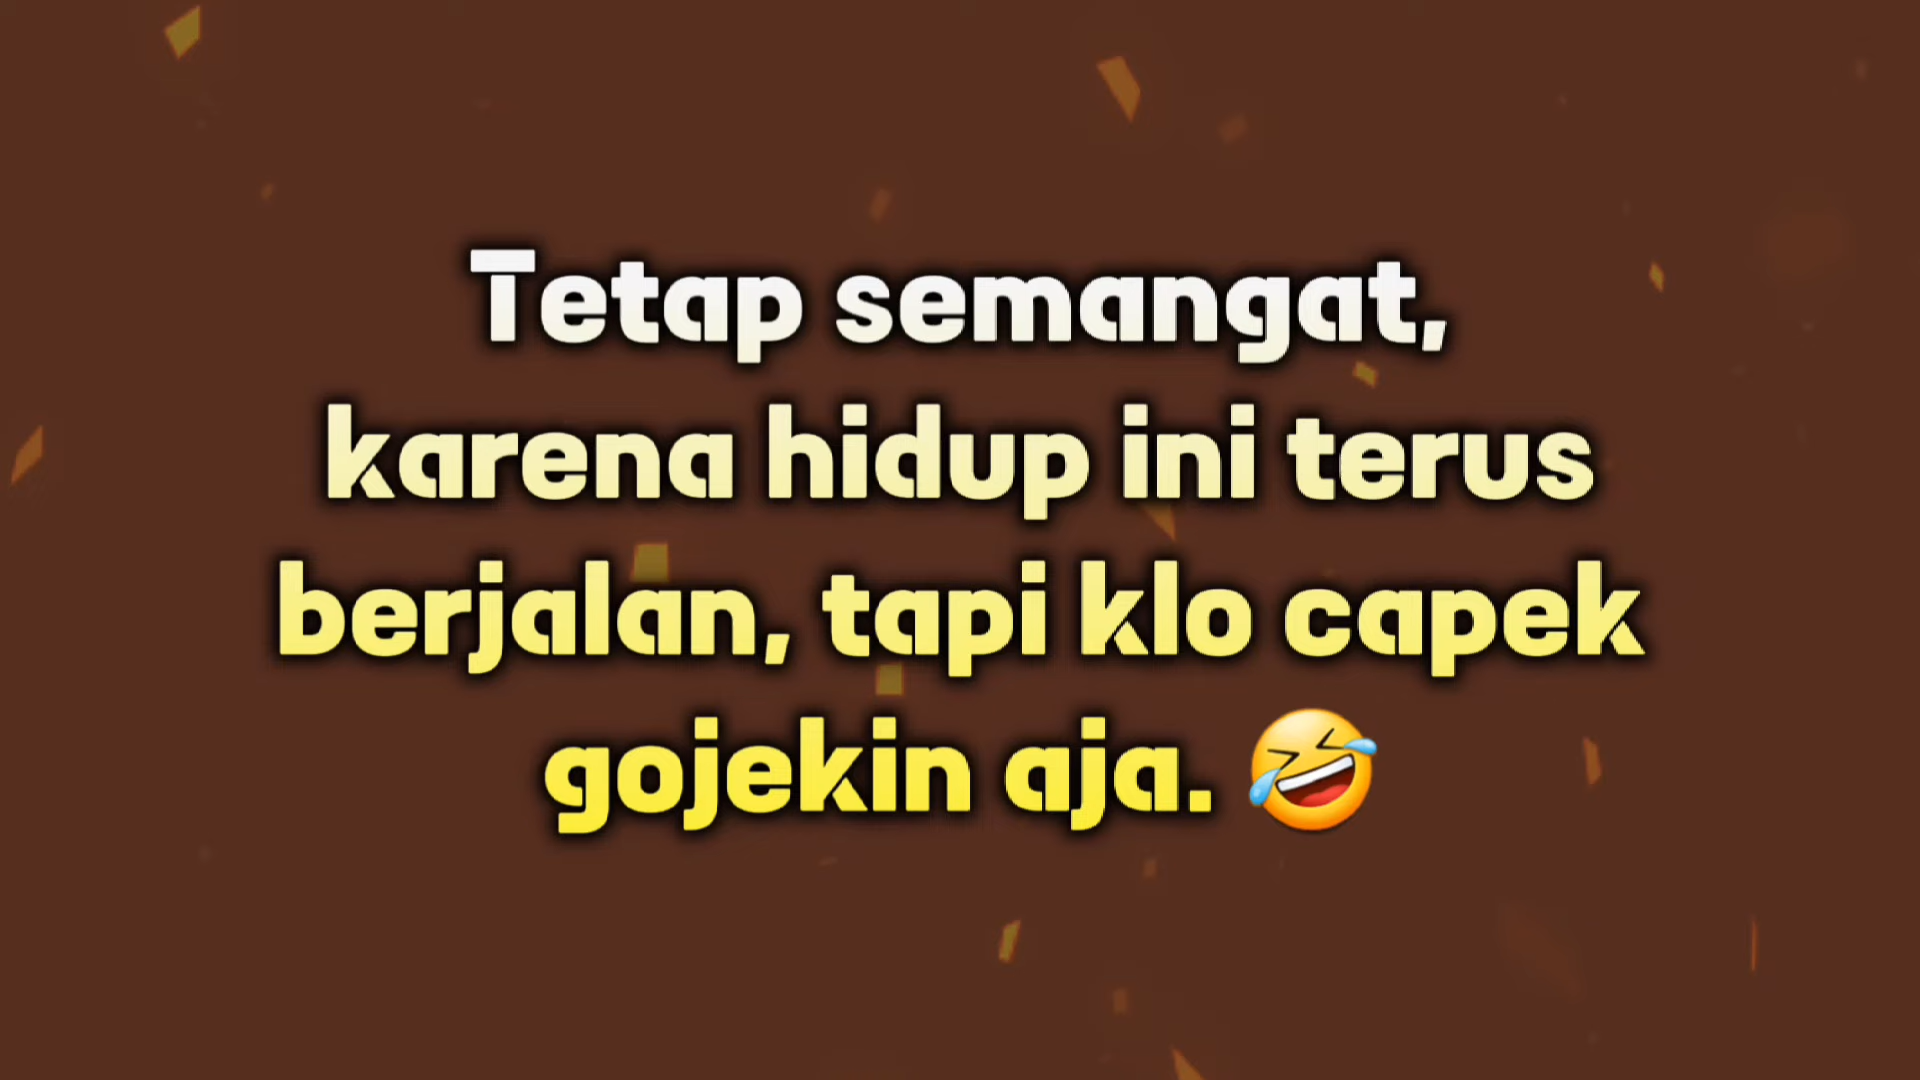 Tetap semangat,
karena hidup ini terus
berjalan, tapi klo capek
gojekin aja. 🤣